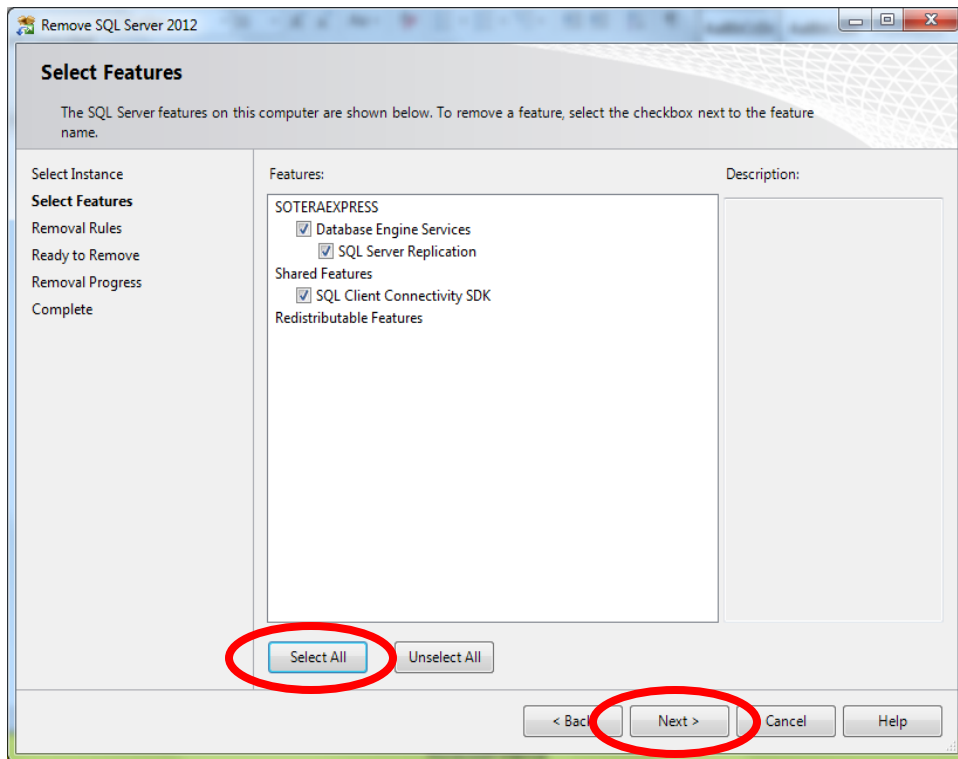 Remove SQL Server 2012
Select Features
The SQL Server features on this computer are shown below. To remove a feature, select the checkbox next to the feature
name.
Select Instance
Select Features
Removal Rules
Ready to Remove
Removal Progress
Complete
Features:
SOTERAEXPRESS
Database Engine Services
SQL Server Replication
Shared Features
SQL Client Connectivity SDK
Redistributable Features
Description:
Select All
Unselect All
< Back
Next >
Cancel
Help